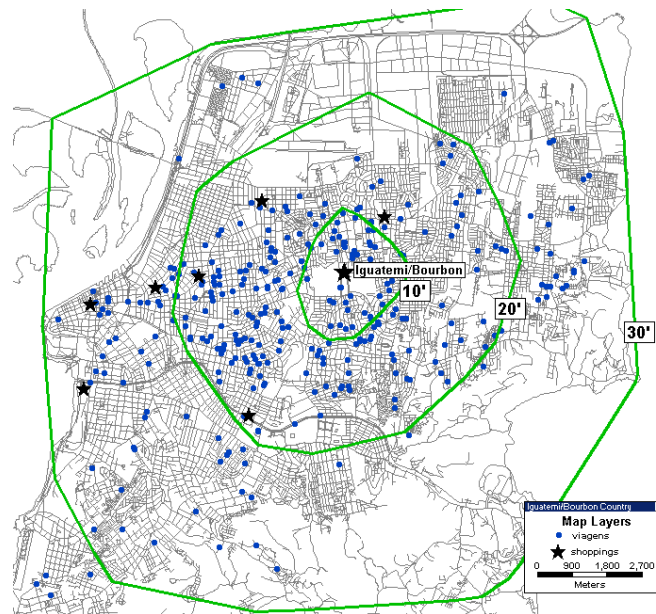 Iguatemi/Bourbon
10'
20'
30'
Iguatemi/Bourbon Country
Map Layers
viagens
shoppings
0 900 1,800 2,700
Meters